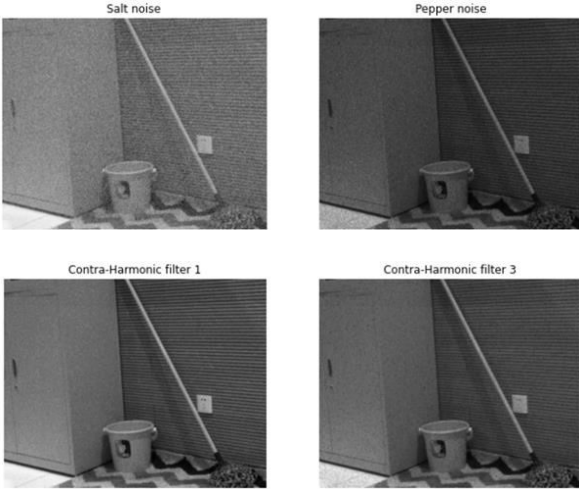 Salt noise
Pepper noise
Contra-Harmonic filter 1
Contra-Harmonic filter 3